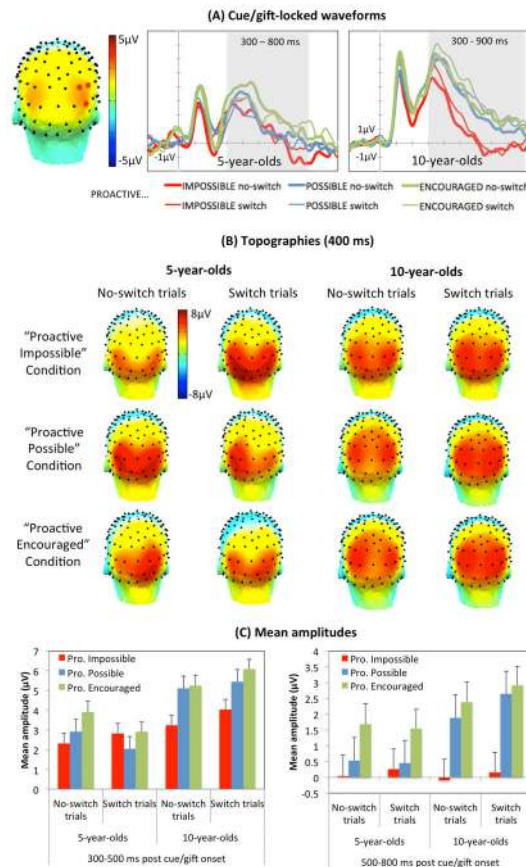 (A) Cue/gift-locked waveforms
5µV
-5µV
300 – 800 ms
300 - 900 ms
-1µV
5-year-olds
1µV
-1µV
10-year-olds
PROACTIVE...
IMPOSSIBLE no-switch
POSSIBLE no-switch
ENCOURAGED no-switch
IMPOSSIBLE switch
POSSIBLE switch
ENCOURAGED switch
(B) Topographies (400 ms)
5-year-olds
10-year-olds
No-switch trials
Switch trials
No-switch trials
Switch trials
"Proactive
Impossible"
Condition
8µV
-8µV
"Proactive
Possible"
Condition
"Proactive
Encouraged"
Condition
(C) Mean amplitudes
Mean amplitude (µV)
7
6
5
4
3
2
1
0
Pro. Impossible
Pro. Possible
Pro. Encouraged
No-switch
trials
Switch trials
No-switch
trials
Switch trials
5-year-olds
10-year-olds
300-500 ms post cue/gift onset
Mean amplitude (µV)
4
3.5
3
2.5
2
1.5
1
0.5
0
-0.5
Pro. Impossible
Pro. Possible
Pro. Encouraged
No-switch
trials
Switch
trials
No-switch
trials
Switch
trials
5-year-olds
10-year-olds
500-800 ms post cue/gift onset